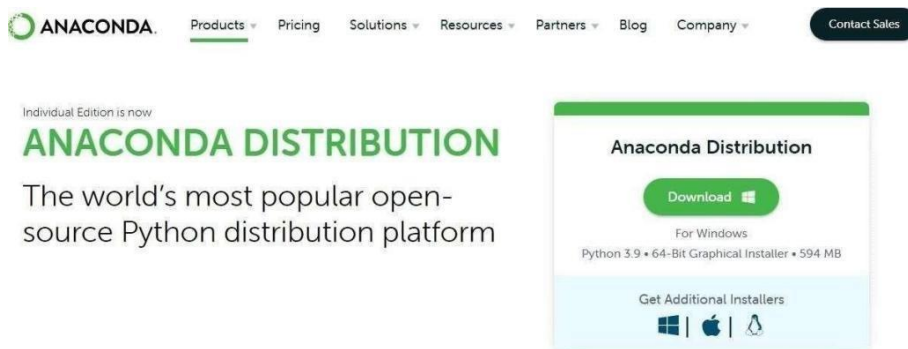 ANACONDA.
Products
Pricing
Solutions
Resources
Partners
Blog
Company
Contact Sales
Individual Edition is now
ANACONDA DISTRIBUTION
The world's most popular open-
source Python distribution platform
Anaconda Distribution
Download
For Windows
Python 3.9 • 64-Bit Graphical Installer • 594 MB
Get Additional Installers